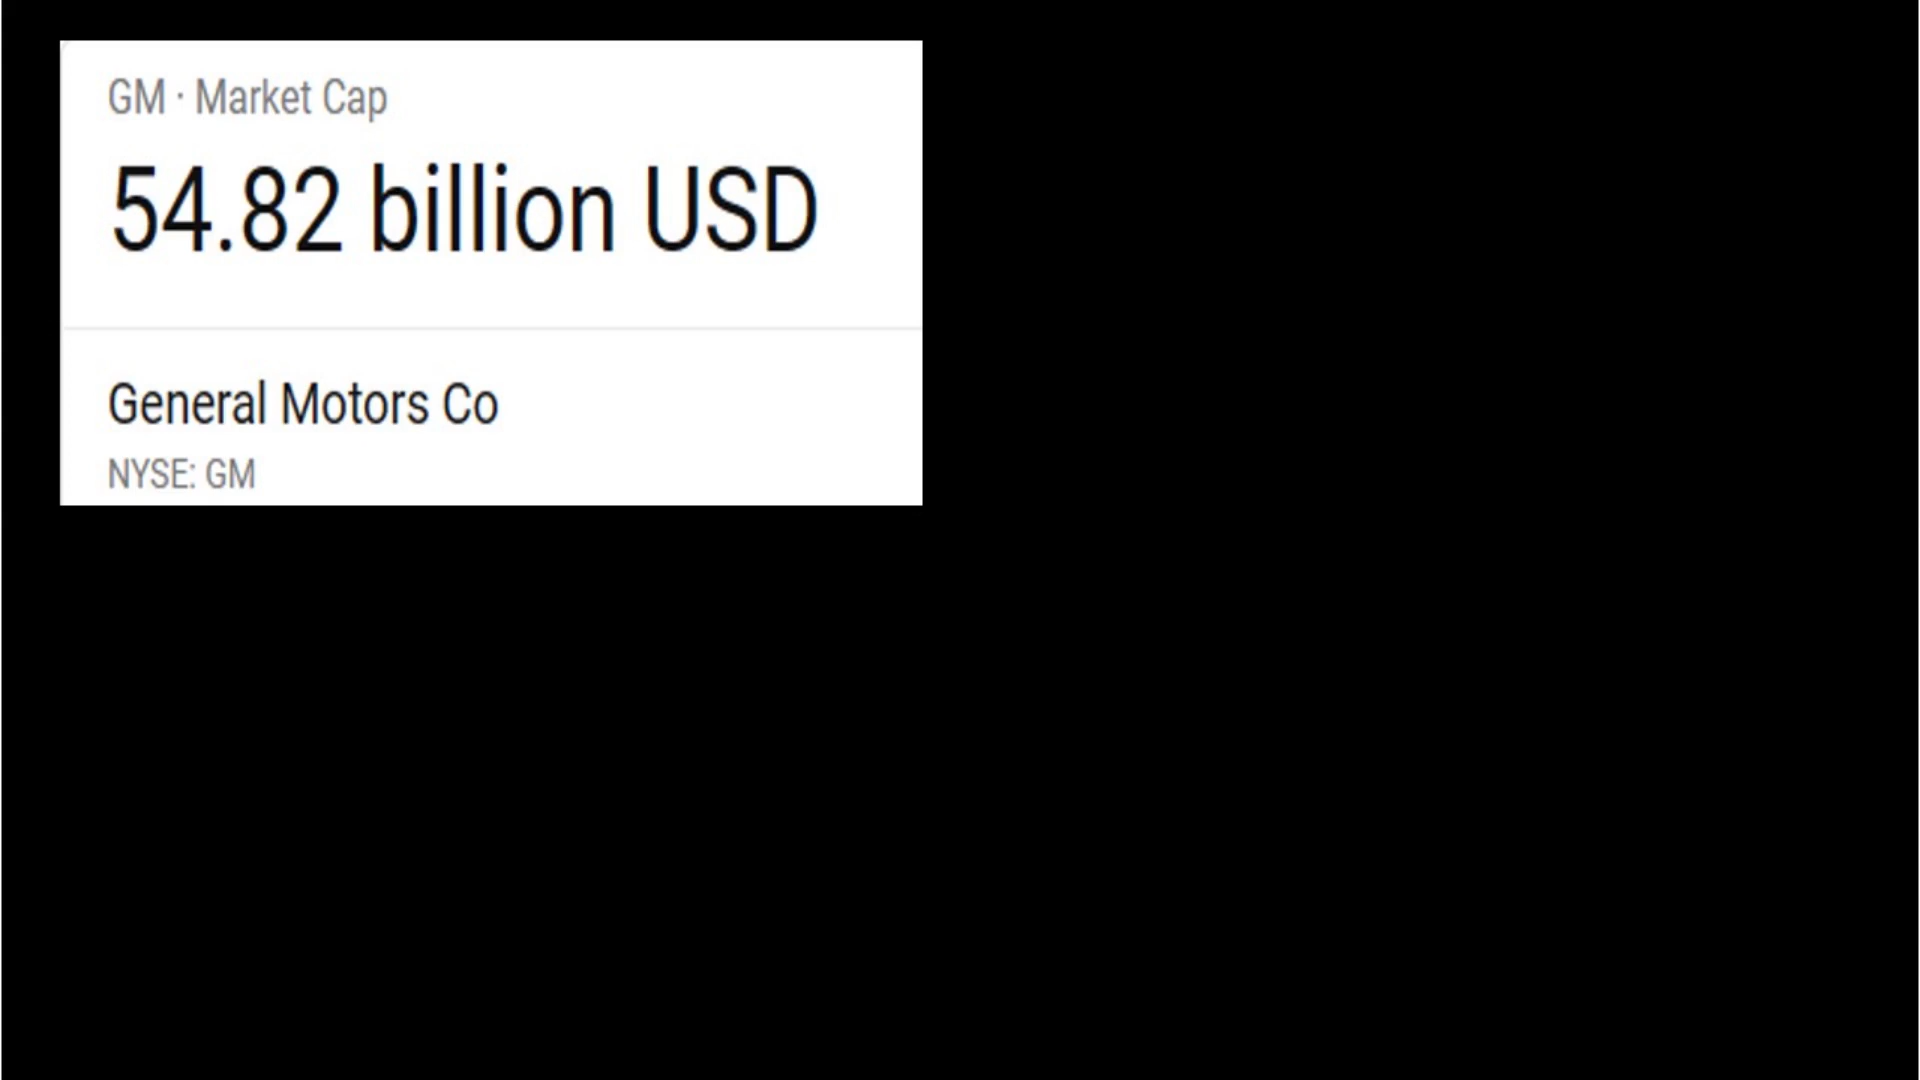 GM · Market Cap
54.82 billion USD
General Motors Co
NYSE: GM